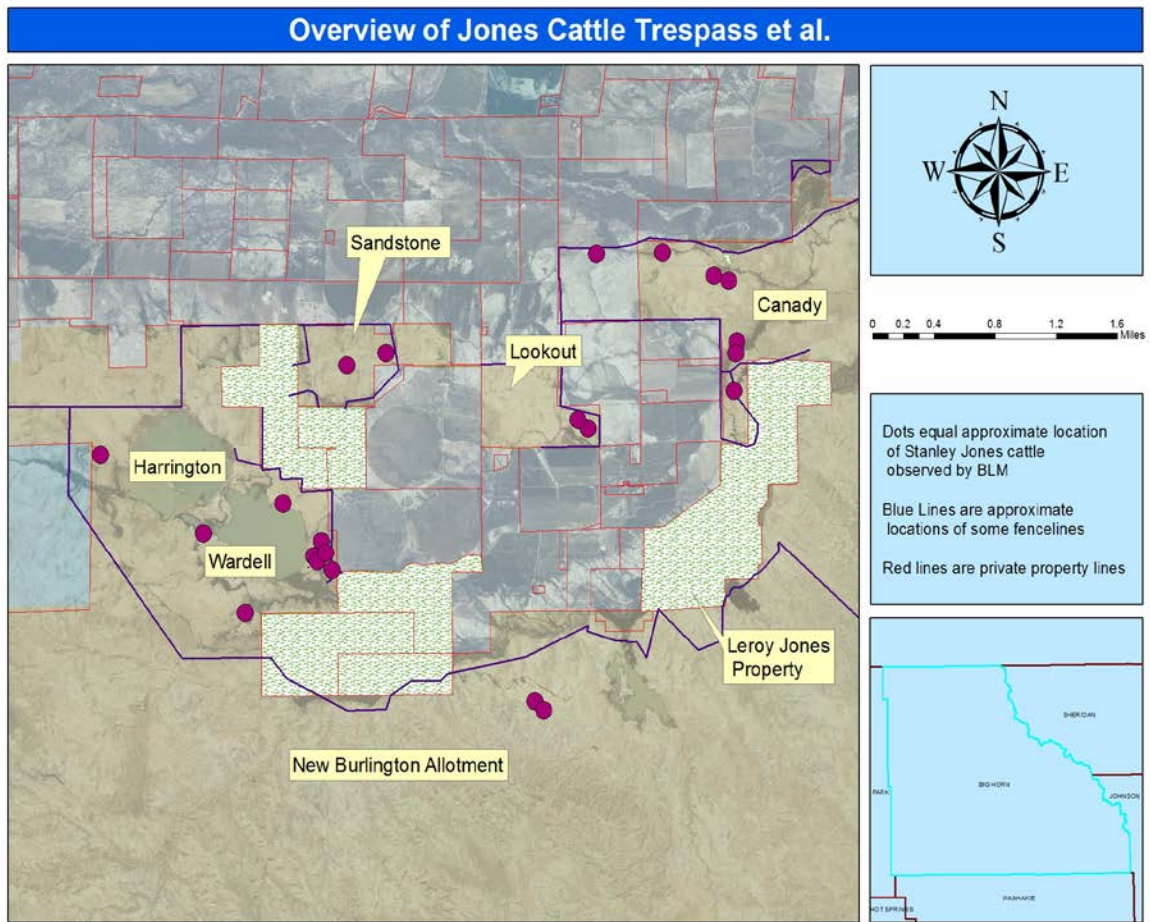 Overview of Jones Cattle Trespass et al.
Sandstone
Canady
Lookout
Harrington
Wardell
Leroy Jones
Property
New Burlington Allotment
N
W
E
S
0 0.2 0.4 0.8 1.2 1.6
Miles
Dots equal approximate location
of Stanley Jones cattle
observed by BLM
Blue Lines are approximate
locations of some fencelines
Red lines are private property lines
SHERIDAN
PARK
BIG HORN
JOHNSON
WASHAKIE
HOT SPRINGS